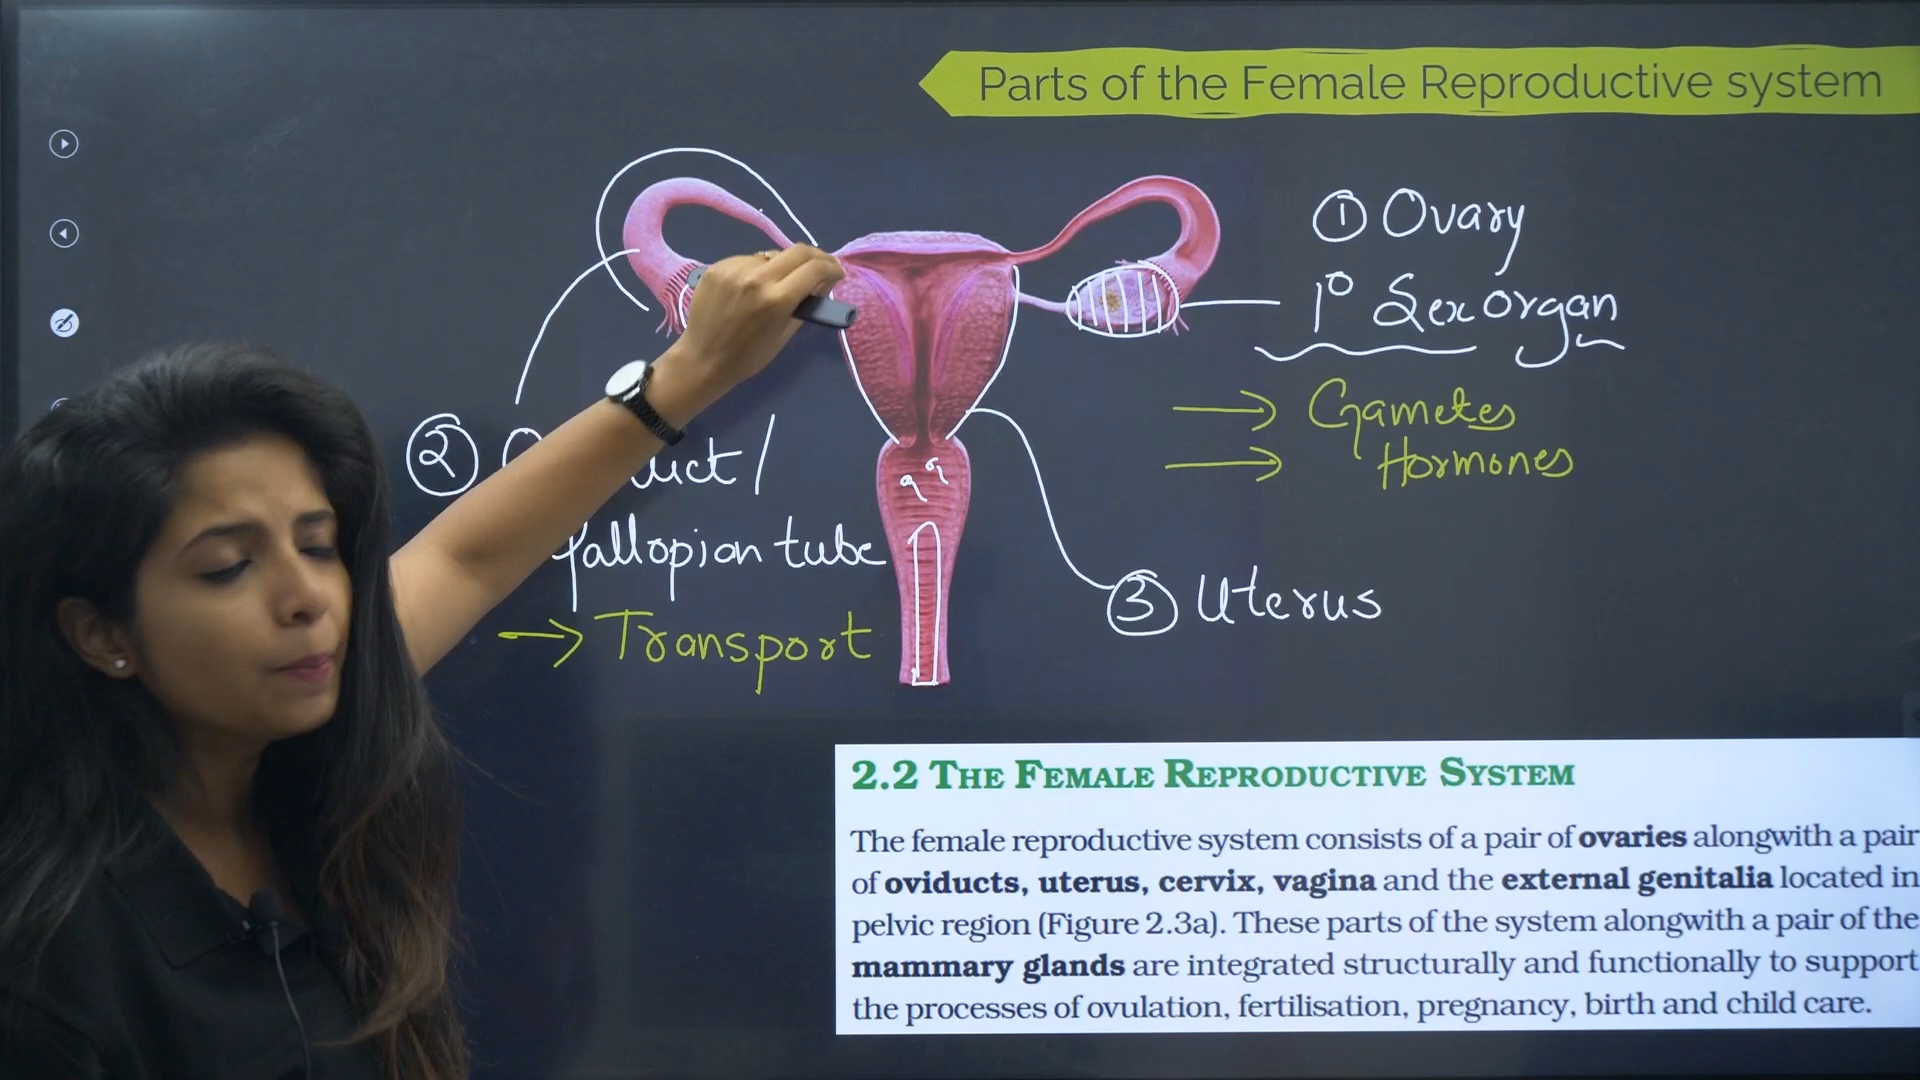 Parts of the Female Reproductive system
① Ovary
1° Sex organ
→ Gametes
→ Hormones
②
uct /
fallopian tube
→ Transport
③ Uterus
2.2 THE FEMALE REPRODUCTIVE SYSTEM
The female reproductive system consists of a pair of ovaries alongwith a pair
of oviducts, uterus, cervix, vagina and the external genitalia located in
pelvic region (Figure 2.3a). These parts of the system alongwith a pair of the
mammary glands are integrated structurally and functionally to support
the processes of ovulation, fertilisation, pregnancy, birth and child care.